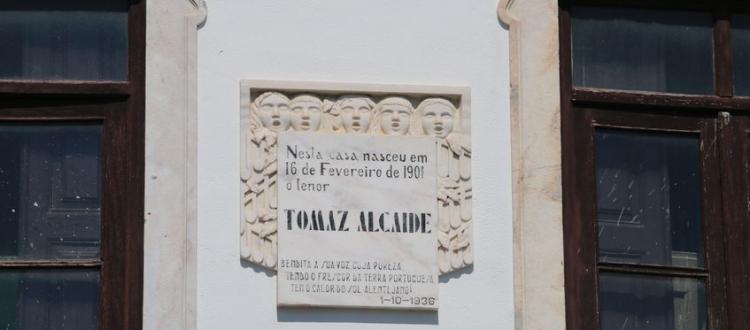 Nesta casa nasceu em
16 de Fevereiro de 1901
o tenor
TOMAZ ALCAIDE
BENDITA A SUA VOZ CUJA PUREZA,
TENDO O FRESCOR DA TERRA PORTUGUESA,
TEM O CALOR DO SOL ALENTEJANO!
1-10-1936